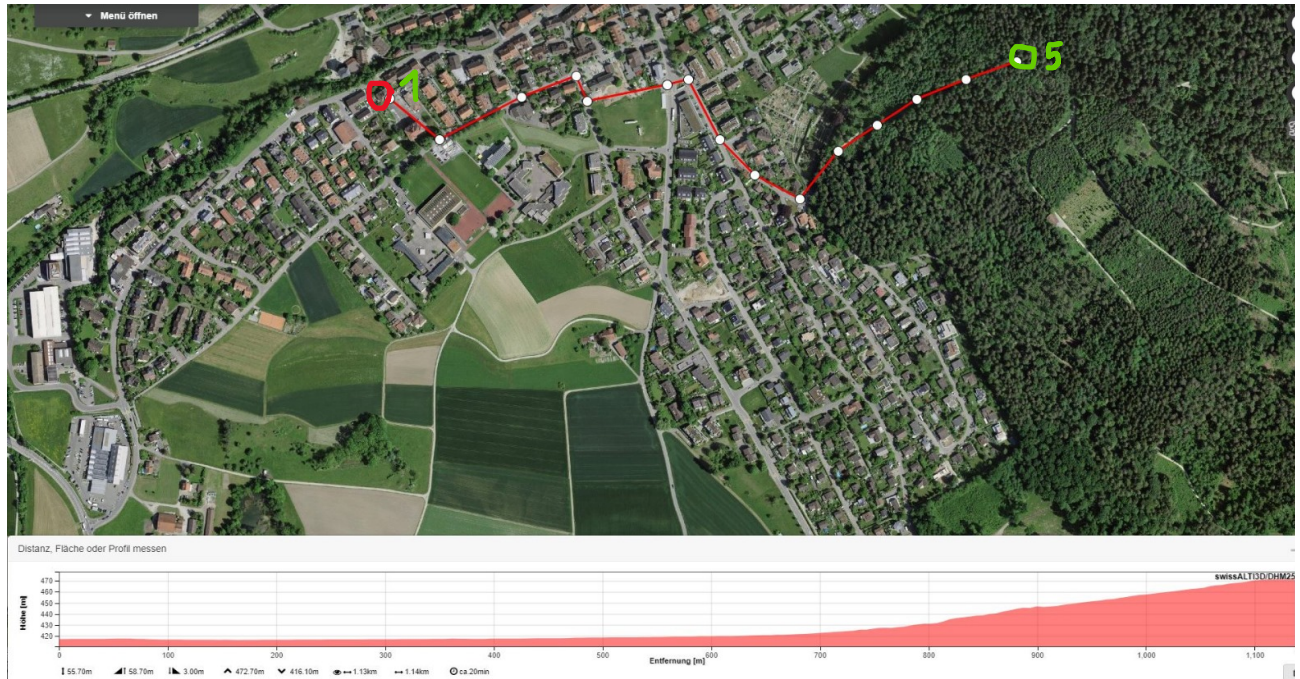 Menü öffnen
1
5
Distanz, Fläche oder Profil messen
swissALTI3D/DHM25
Höhe [m]
470
460
450
440
430
420
0 100 200 300 400 500 600 700 800 900 1,000 1,100
Entfernung [m]
55.70m 58.70m 3.00m 472.70m 416.10m 1.13km 1.14km ca.20min